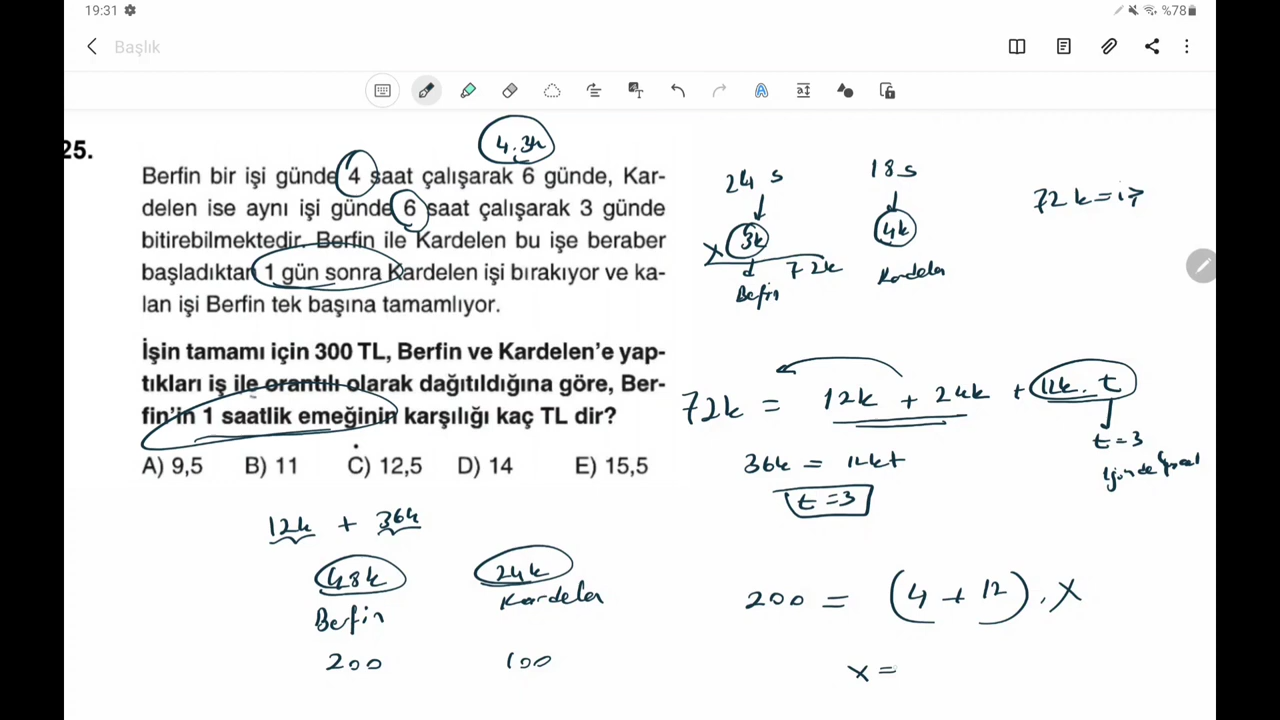 19:31
%78
Başlık
25.
4.3k
Berfin bir işi günde 4 saat çalışarak 6 günde, Kar-
delen ise aynı işi günde 6 saat çalışarak 3 günde
bitirebilmektedir. Berfin ile Kardelen bu işe beraber
başladıktan 1 gün sonra Kardelen işi bırakıyor ve ka-
lan işi Berfin tek başına tamamlıyor.
İşin tamamı için 300 TL, Berfin ve Kardelen’e yap-
tıkları iş ile orantılı olarak dağıtıldığına göre, Ber-
fin’in 1 saatlik emeğinin karşılığı kaç TL dir?
A) 9,5 B) 11 C) 12,5 D) 14 E) 15,5
12k + 36k
48k 24k
Berfin Kardelen
200 100
24 s 18 s
72k = iş
x 3k 4k
72k
Befin Kardelen
72k = 12k + 24k + 12k . t
t = 3
36k = 12kt
t = 3
200 = (4 + 12) . x
x =